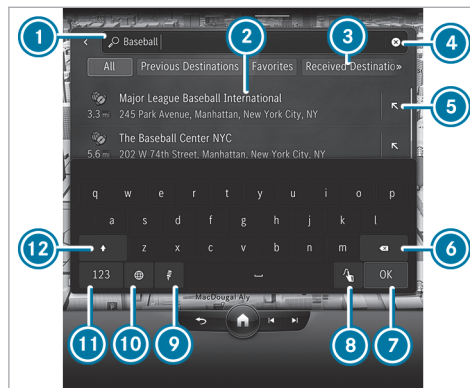 1
2
3
4
Baseball
All Previous Destinations Favorites Received Destinatio»
Major League Baseball International
3.3 mi 245 Park Avenue, Manhattan, New York City, NY
5
The Baseball Center NYC
5.6 mi 202 W 74th Street, Manhattan, New York City, NY
q w e r t y u i o p
a s d f g h j k l
12
z x c v b n m
6
123
OK
MacDougal Aly
11
10
9
8
7